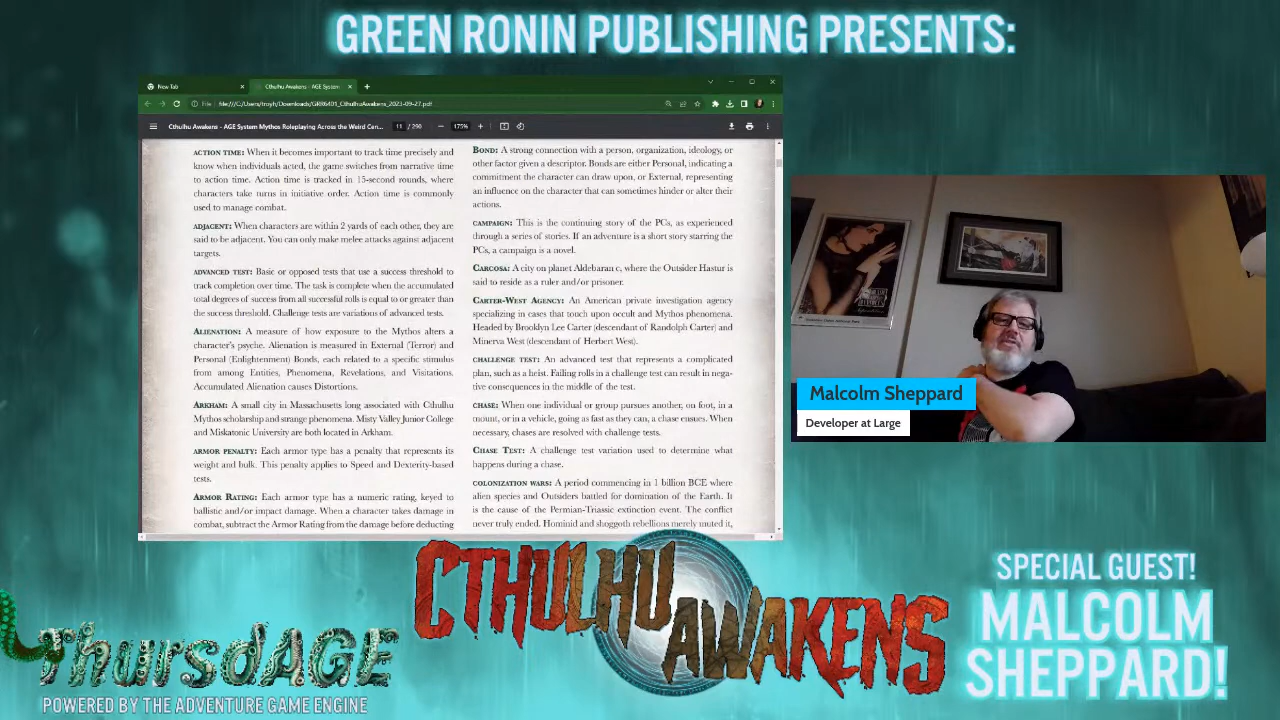 GREEN RONIN PUBLISHING PRESENTS:
New Tab
Cthulhu Awakens - AGE System
File
file:///C:/Users/troyh/Downloads/GRR6401_CthulhuAwakens_2023-09-27.pdf
Cthulhu Awakens - AGE System Mythos Roleplaying Across the Weird Cen...
11 / 290
175%
ACTION TIME: When it becomes important to track time precisely and
know when individuals acted, the game switches from narrative time
to action time. Action time is tracked in 15-second rounds, where
characters take turns in initiative order. Action time is commonly
used to manage combat.
ADJACENT: When characters are within 2 yards of each other, they are
said to be adjacent. You can only make melee attacks against adjacent
targets.
ADVANCED TEST: Basic or opposed tests that use a success threshold to
track completion over time. The task is complete when the accumulated
total degrees of success from all successful rolls is equal to or greater than
the success threshold. Challenge tests are variations of advanced tests.
ALIENATION: A measure of how exposure to the Mythos alters a
character's psyche. Alienation is measured in External (Terror) and
Personal (Enlightenment) Bonds, each related to a specific stimulus
from among Entities, Phenomena, Revelations, and Visitations.
Accumulated Alienation causes Distortions.
ARKHAM: A small city in Massachusetts long associated with Cthulhu
Mythos scholarship and strange phenomena. Misty Valley Junior College
and Miskatonic University are both located in Arkham.
ARMOR PENALTY: Each armor type has a penalty that represents its
weight and bulk. This penalty applies to Speed and Dexterity-based
tests.
ARMOR RATING: Each armor type has a numeric rating, keyed to
ballistic and/or impact damage. When a character takes damage in
combat, subtract the Armor Rating from the damage before deducting
BOND: A strong connection with a person, organization, ideology, or
other factor given a descriptor. Bonds are either Personal, indicating a
commitment the character can draw upon, or External, representing
an influence on the character that can sometimes hinder or alter their
actions.
CAMPAIGN: This is the continuing story of the PCs, as experienced
through a series of stories. If an adventure is a short story starring the
PCs, a campaign is a novel.
CARCOSA: A city on planet Aldebaran c, where the Outsider Hastur is
said to reside as a ruler and/or prisoner.
CARTER-WEST AGENCY: An American private investigation agency
specializing in cases that touch upon occult and Mythos phenomena.
Headed by Brooklyn Lee Carter (descendant of Randolph Carter) and
Minerva West (descendant of Herbert West).
CHALLENGE TEST: An advanced test that represents a complicated
plan, such as a heist. Failing rolls in a challenge test can result in nega-
tive consequences in the middle of the test.
CHASE: When one individual or group pursues another, on foot, in a
mount, or in a vehicle, going as fast as they can, a chase ensues. When
necessary, chases are resolved with challenge tests.
CHASE TEST: A challenge test variation used to determine what
happens during a chase.
COLONIZATION WARS: A period commencing in 1 billion BCE where
alien species and Outsiders battled for domination of the Earth. It
is the cause of the Permian-Triassic extinction event. The conflict
never truly ended. Hominid and shoggoth rebellions merely muted it,
Malcolm Sheppard
Developer at Large
CTHULHU
AWAKENS
ThursdAGE
POWERED BY THE ADVENTURE GAME ENGINE
SPECIAL GUEST!
MALCOLM
SHEPPARD!